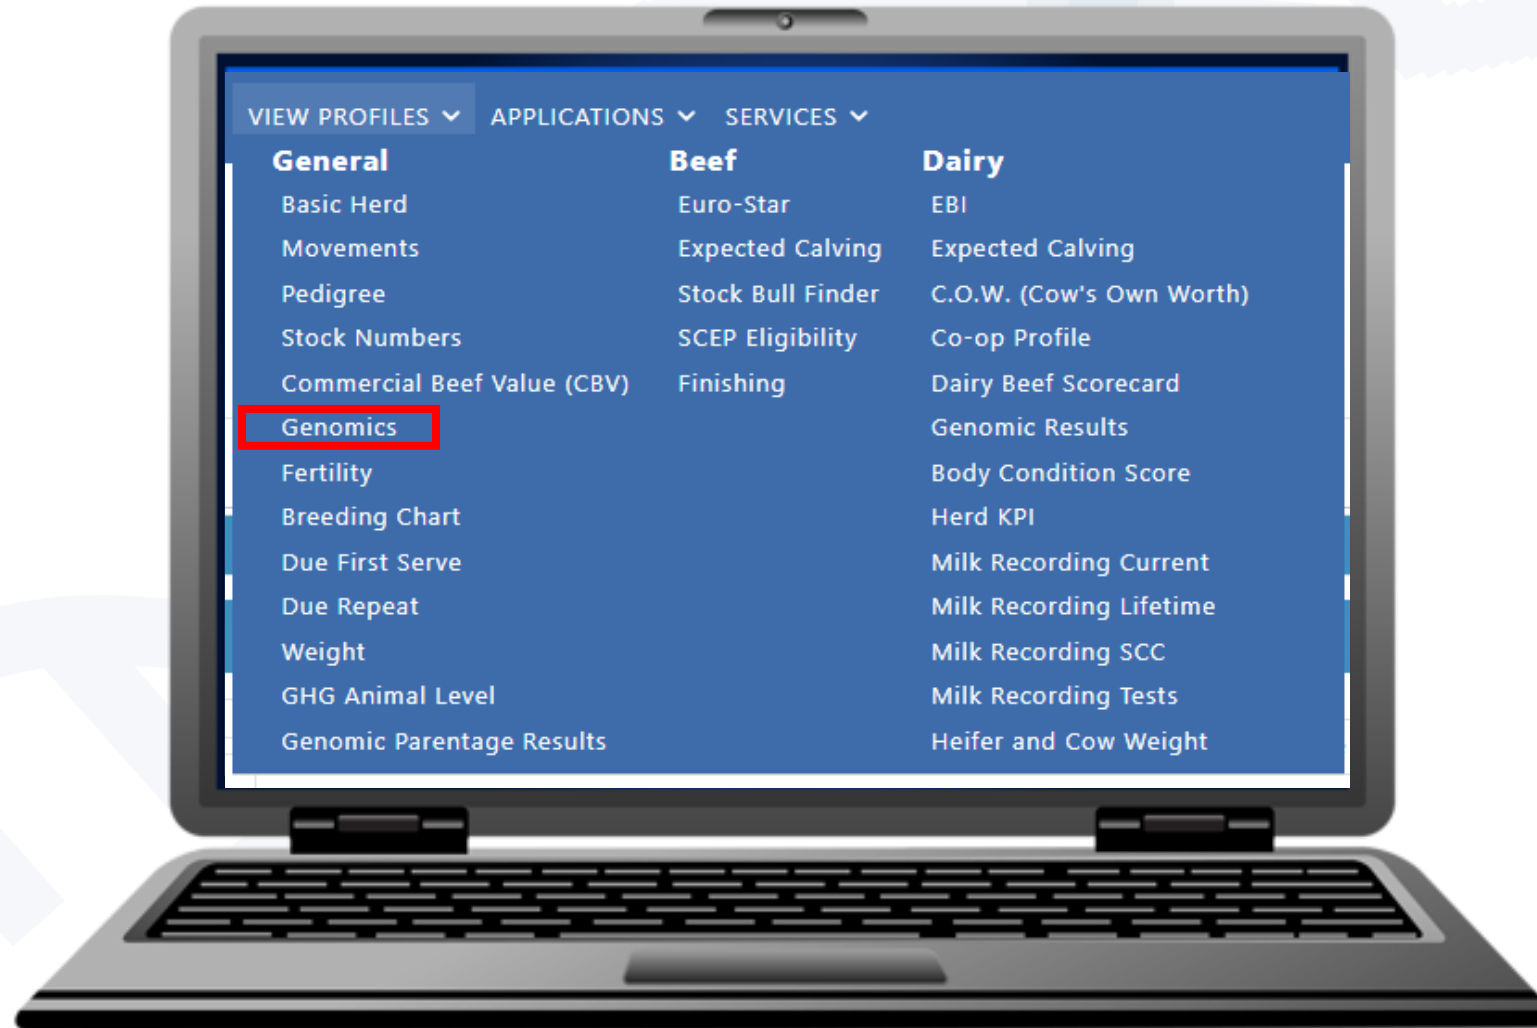 VIEW PROFILES APPLICATIONS SERVICES
General
Basic Herd
Movements
Pedigree
Stock Numbers
Commercial Beef Value (CBV)
Genomics
Fertility
Breeding Chart
Due First Serve
Due Repeat
Weight
GHG Animal Level
Genomic Parentage Results
Beef
Euro-Star
Expected Calving
Stock Bull Finder
SCEP Eligibility
Finishing
Dairy
EBI
Expected Calving
C.O.W. (Cow's Own Worth)
Co-op Profile
Dairy Beef Scorecard
Genomic Results
Body Condition Score
Herd KPI
Milk Recording Current
Milk Recording Lifetime
Milk Recording SCC
Milk Recording Tests
Heifer and Cow Weight